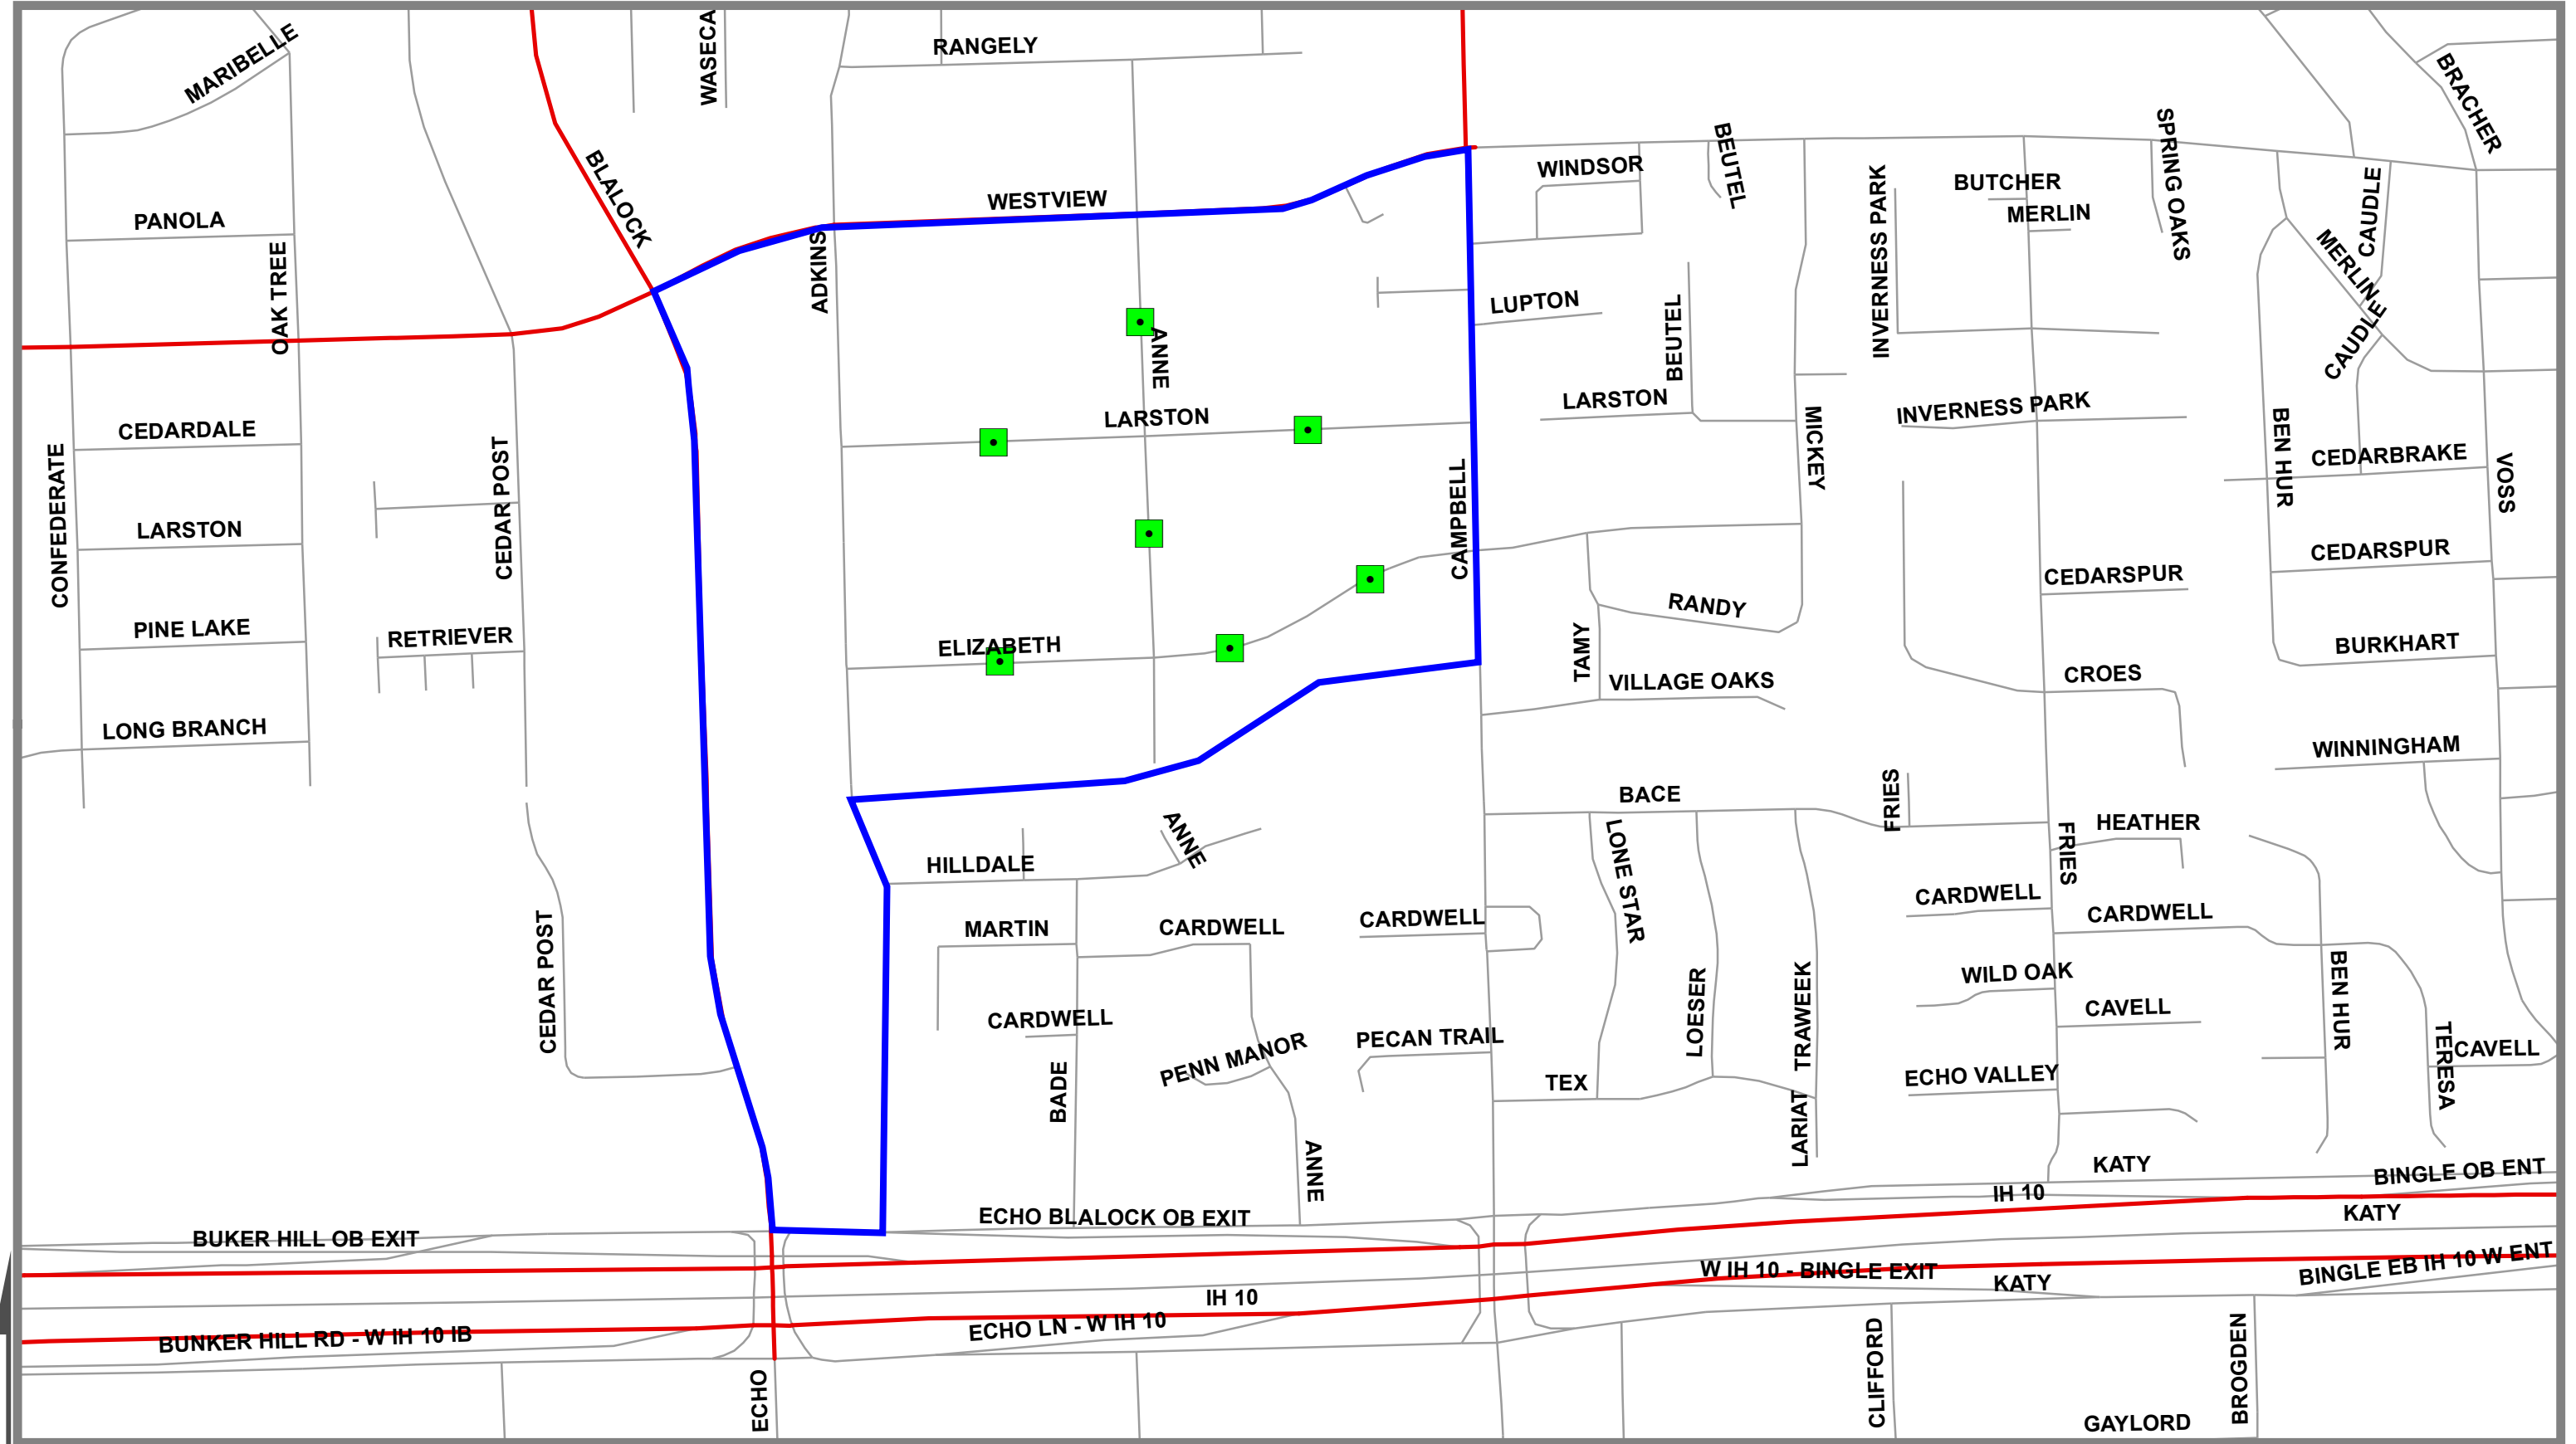 MARIBELLE
WASECA
RANGELY
BRACHER
BLALOCK
WESTVIEW
WINDSOR
BEUTEL
INVERNESS PARK
BUTCHER
MERLIN
SPRING OAKS
CAUDLE
MERLIN
CAUDLE
PANOLA
OAK TREE
ADKINS
ANNE
LUPTON
BEUTEL
LARSTON
LARSTON
MICKEY
INVERNESS PARK
BEN HUR
CEDARBRAKE
VOSS
CEDARDALE
CONFEDERATE
CEDAR POST
LARSTON
CAMPBELL
CEDARSPUR
CEDARSPUR
PINE LAKE
RETRIEVER
ELIZABETH
RANDY
TAMY
BURKHART
VILLAGE OAKS
CROES
LONG BRANCH
WINNINGHAM
BACE
FRIES
FRIES
HEATHER
ANNE
HILLDALE
LONE STAR
CARDWELL
CARDWELL
MARTIN
CARDWELL
CARDWELL
CEDAR POST
WILD OAK
CAVELL
BEN HUR
LOESER
TRAWEEK
CARDWELL
PENN MANOR
PECAN TRAIL
TERESA
CAVELL
BADE
TEX
LARIAT
ECHO VALLEY
ANNE
KATY
BINGLE OB ENT
IH 10
KATY
ECHO BLALOCK OB EXIT
BUKER HILL OB EXIT
W IH 10 - BINGLE EXIT
KATY
BINGLE EB IH 10 W ENT
IH 10
ECHO LN - W IH 10
BUNKER HILL RD - W IH 10 IB
ECHO
CLIFFORD
BROGDEN
GAYLORD